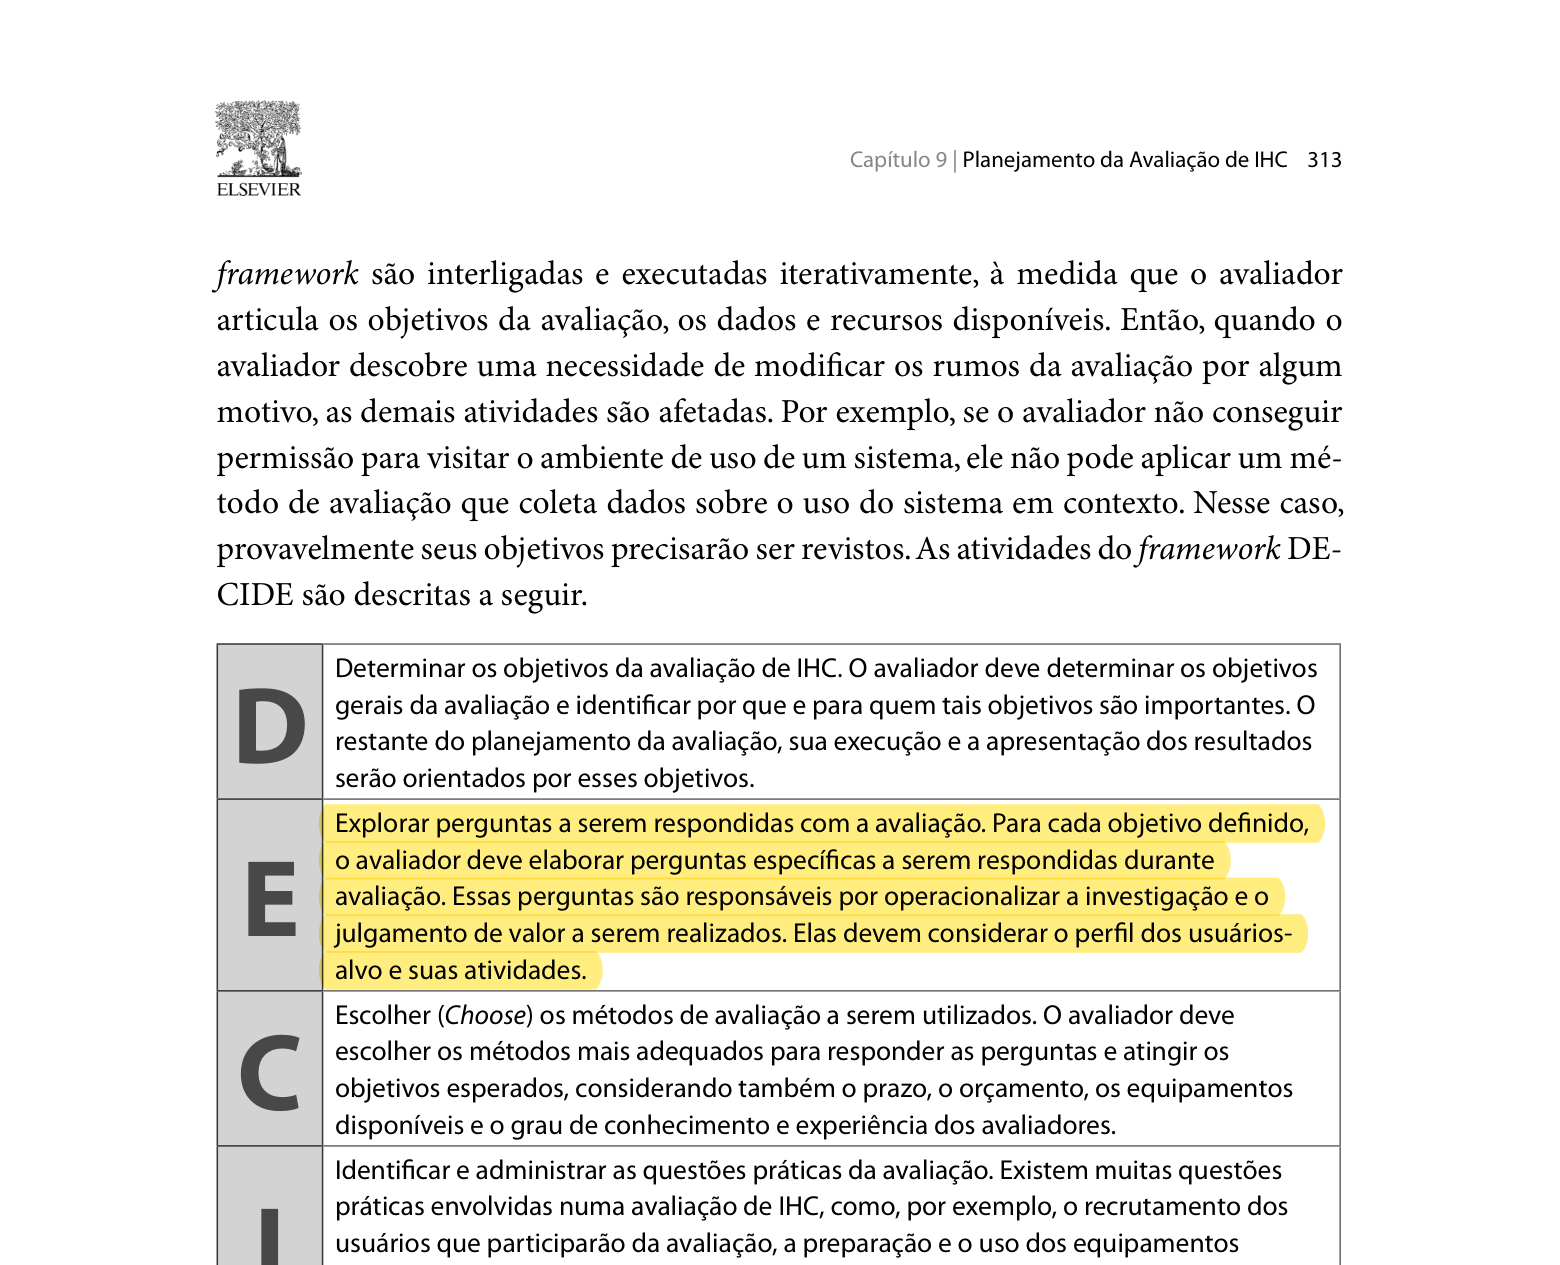 ELSEVIER
Capítulo 9 | Planejamento da Avaliação de IHC 313
framework são interligadas e executadas iterativamente, à medida que o avaliador
articula os objetivos da avaliação, os dados e recursos disponíveis. Então, quando o
avaliador descobre uma necessidade de modificar os rumos da avaliação por algum
motivo, as demais atividades são afetadas. Por exemplo, se o avaliador não conseguir
permissão para visitar o ambiente de uso de um sistema, ele não pode aplicar um mé-
todo de avaliação que coleta dados sobre o uso do sistema em contexto. Nesse caso,
provavelmente seus objetivos precisarão ser revistos. As atividades do framework DE-
CIDE são descritas a seguir.
D
Determinar os objetivos da avaliação de IHC. O avaliador deve determinar os objetivos
gerais da avaliação e identificar por que e para quem tais objetivos são importantes. O
restante do planejamento da avaliação, sua execução e a apresentação dos resultados
serão orientados por esses objetivos.
E
Explorar perguntas a serem respondidas com a avaliação. Para cada objetivo definido,
o avaliador deve elaborar perguntas específicas a serem respondidas durante
avaliação. Essas perguntas são responsáveis por operacionalizar a investigação e o
julgamento de valor a serem realizados. Elas devem considerar o perfil dos usuários-
alvo e suas atividades.
C
Escolher (Choose) os métodos de avaliação a serem utilizados. O avaliador deve
escolher os métodos mais adequados para responder as perguntas e atingir os
objetivos esperados, considerando também o prazo, o orçamento, os equipamentos
disponíveis e o grau de conhecimento e experiência dos avaliadores.
I
Identificar e administrar as questões práticas da avaliação. Existem muitas questões
práticas envolvidas numa avaliação de IHC, como, por exemplo, o recrutamento dos
usuários que participarão da avaliação, a preparação e o uso dos equipamentos